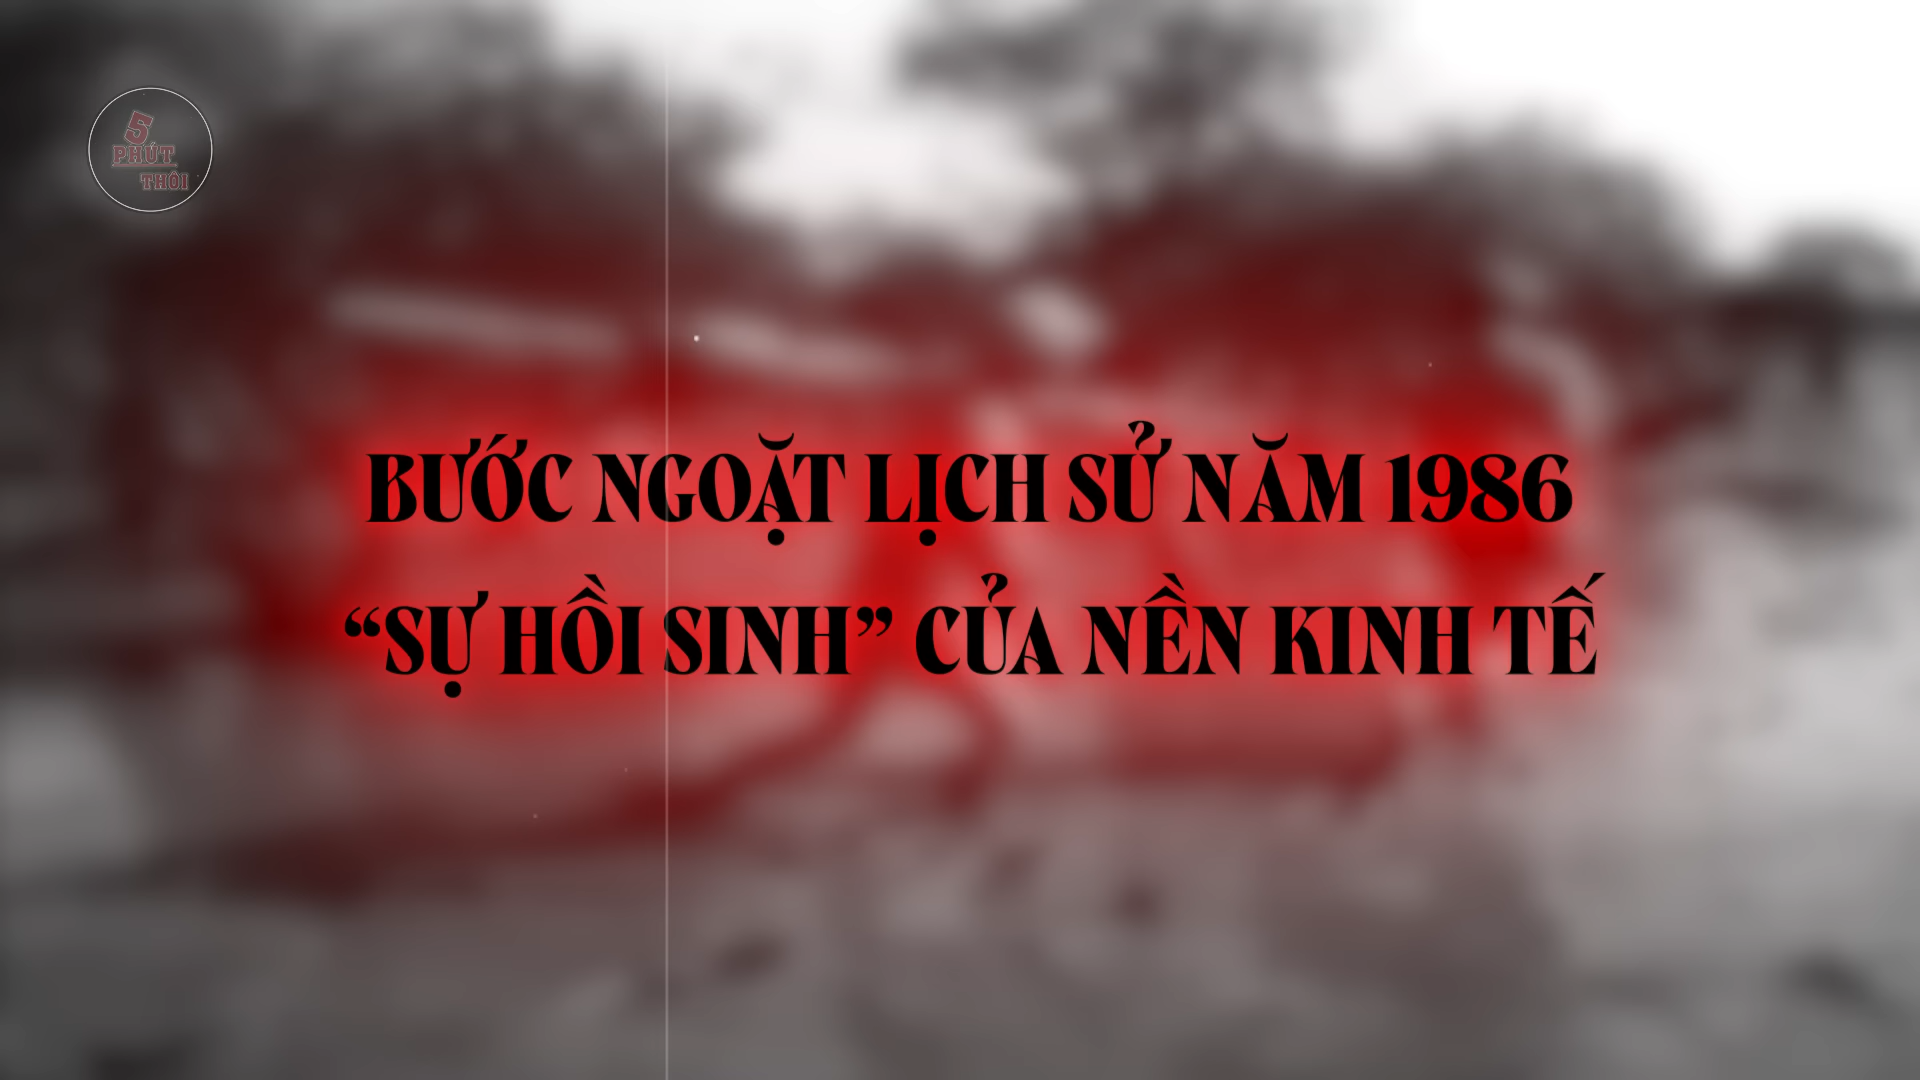 5
PHÚT
THÔI
BƯỚC NGOẶT LỊCH SỬ NĂM 1986
“SỰ HỒI SINH” CỦA NỀN KINH TẾ